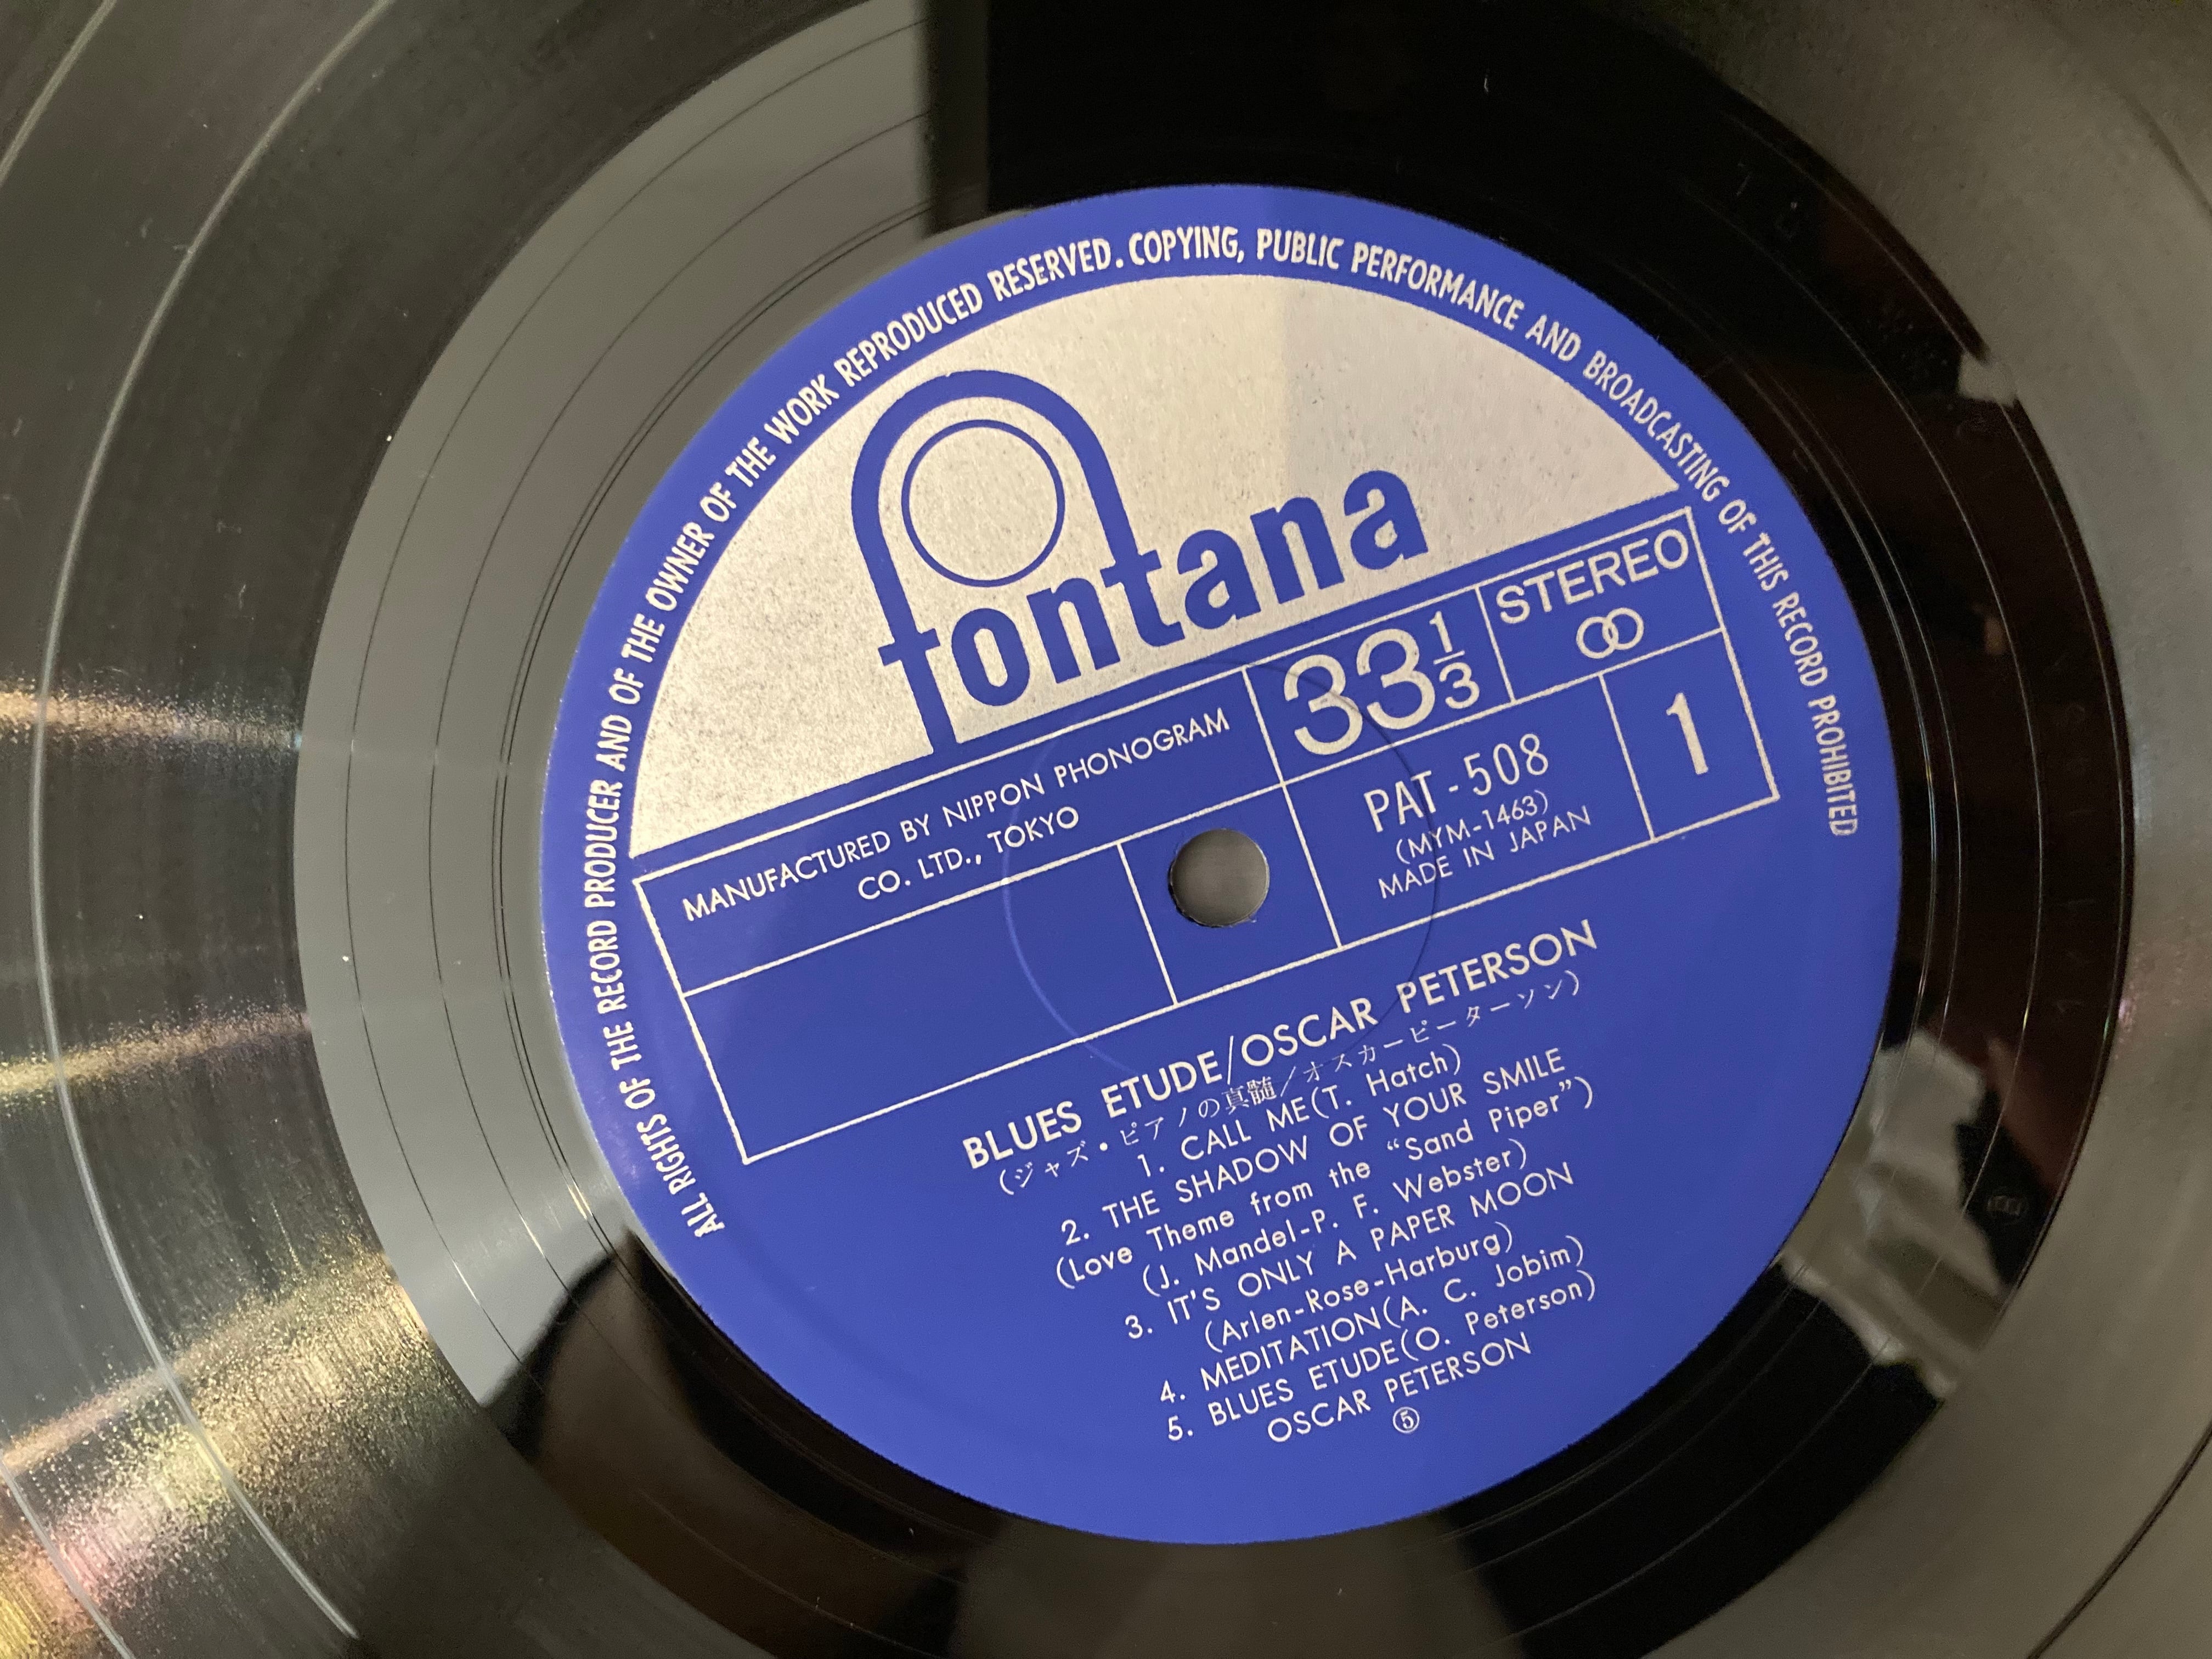 ALL RIGHTS OF THE RECORD PRODUCER AND OF THE OWNER OF THE WORK REPRODUCED RESERVED. COPYING, PUBLIC PERFORMANCE AND BROADCASTING OF THIS RECORD PROHIBITED
fontana
MANUFACTURED BY NIPPON PHONOGRAM
CO. LTD., TOKYO
33 1/3
STEREO
PAT-508
(MYM-1463)
MADE IN JAPAN
1
BLUES ETUDE/OSCAR PETERSON
(ジャズ・ピアノの真髄/オスカーピーターソン)
1. CALL ME(T. Hatch)
2. THE SHADOW OF YOUR SMILE
(Love Theme from the “Sand Piper”)
(J. Mandel-P. F. Webster)
3. IT'S ONLY A PAPER MOON
(Arlen-Rose-Harburg)
4. MEDITATION(A. C. Jobim)
5. BLUES ETUDE(O. Peterson)
OSCAR PETERSON
⑤